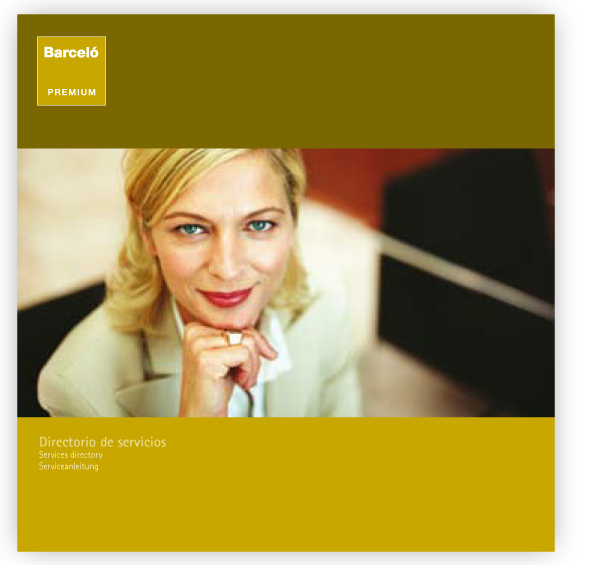 Barceló
PREMIUM
Directorio de servicios
Services directory
Serviceanleitung